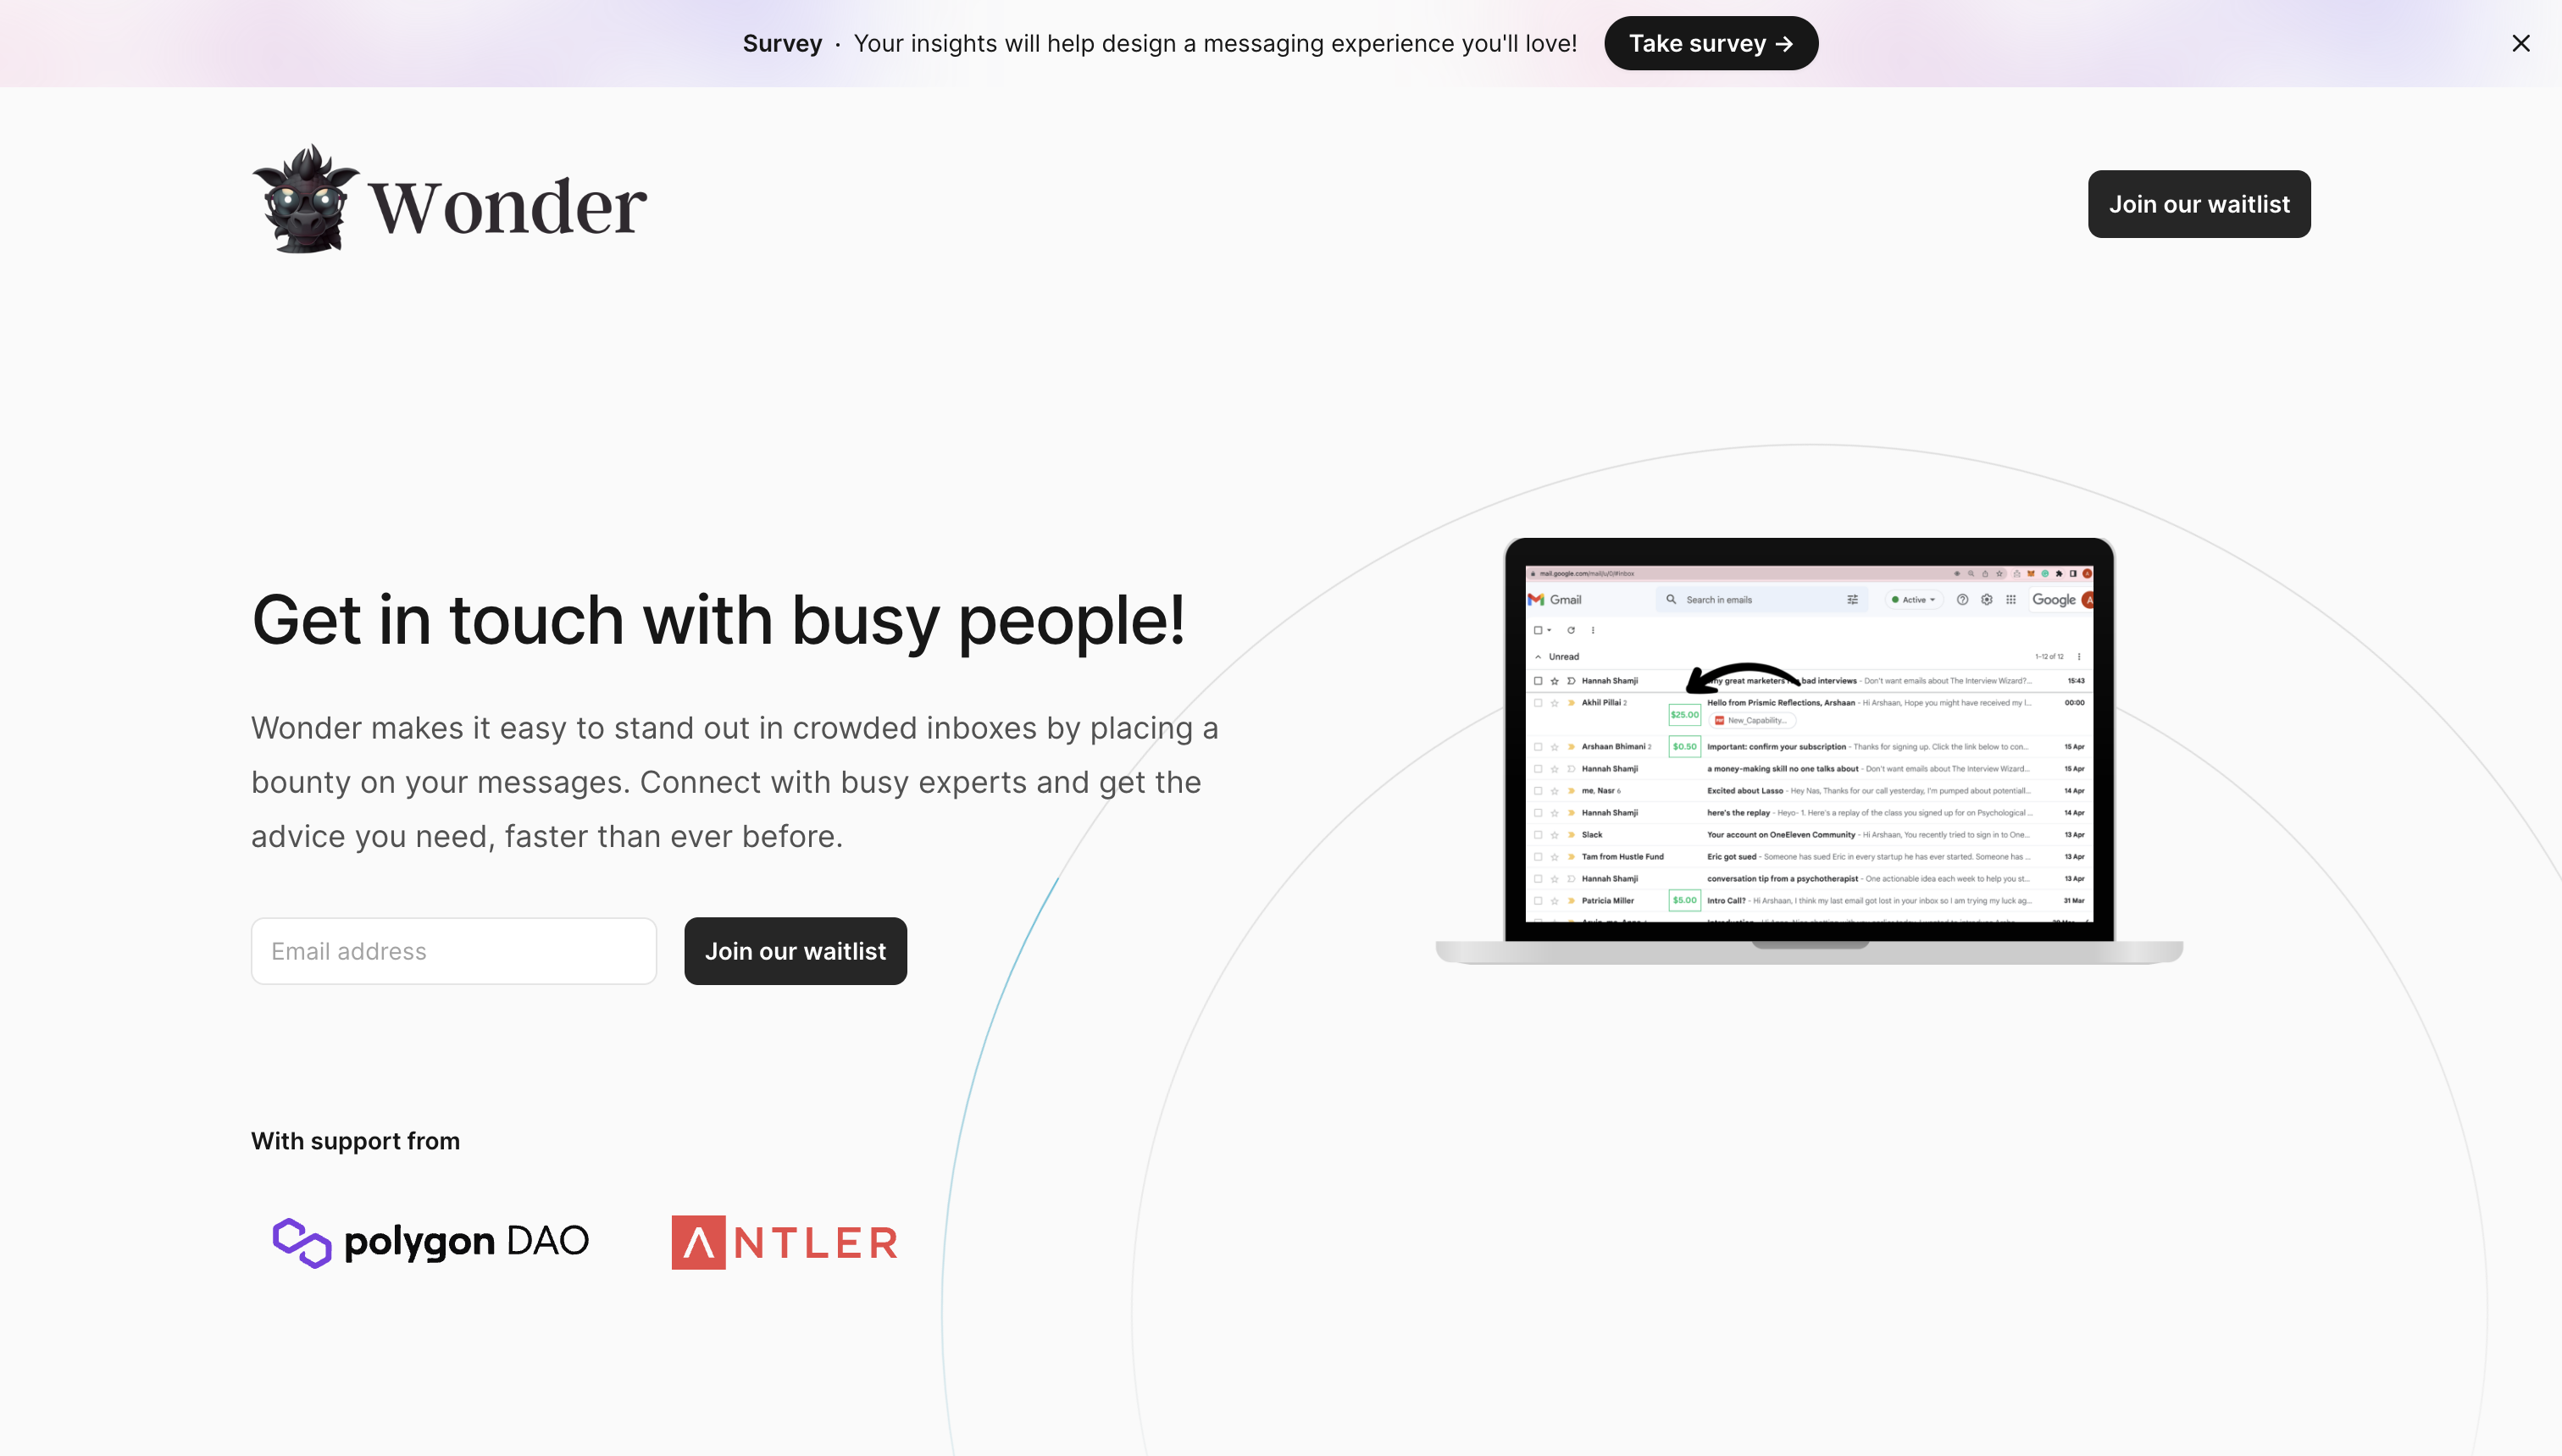 Survey · Your insights will help design a messaging experience you'll love! Take survey →
Wonder
Join our waitlist
Get in touch with busy people!
Wonder makes it easy to stand out in crowded inboxes by placing a
bounty on your messages. Connect with busy experts and get the
advice you need, faster than ever before.
Email address
Join our waitlist
With support from
polygon DAO
ANTLER
mail.google.com/mail/u/0/#inbox
Gmail Search in emails Active Google A
Unread 1–12 of 12
Hannah Shamji great marketers bad interviews - Don't want emails about The Interview Wizard?... 15:43
Akhil Pillai 2 $25.00 Hello from Prismic Reflections, Arshaan - Hi Arshaan, Hope you might have received my l... 00:00
New_Capability...
Arshaan Bhimani 2 $0.50 Important: confirm your subscription - Thanks for signing up. Click the link below to con... 15 Apr
Hannah Shamji a money-making skill no one talks about - Don't want emails about The Interview Wizard... 15 Apr
me, Nasr 6 Excited about Lasso - Hey Nas, Thanks for our call yesterday, I'm pumped about potentiall... 14 Apr
Hannah Shamji here's the replay - Heyo- 1. Here's a replay of the class you signed up for on Psychological ... 14 Apr
Slack Your account on OneEleven Community - Hi Arshaan, You recently tried to sign in to One... 13 Apr
Tam from Hustle Fund Eric got sued - Someone has sued Eric in every startup he has ever started. Someone has ... 13 Apr
Hannah Shamji conversation tip from a psychotherapist - One actionable idea each week to help you st... 13 Apr
Patricia Miller $5.00 Intro Call? - Hi Arshaan, I think my last email got lost in your inbox so I am trying my luck ag... 31 Mar